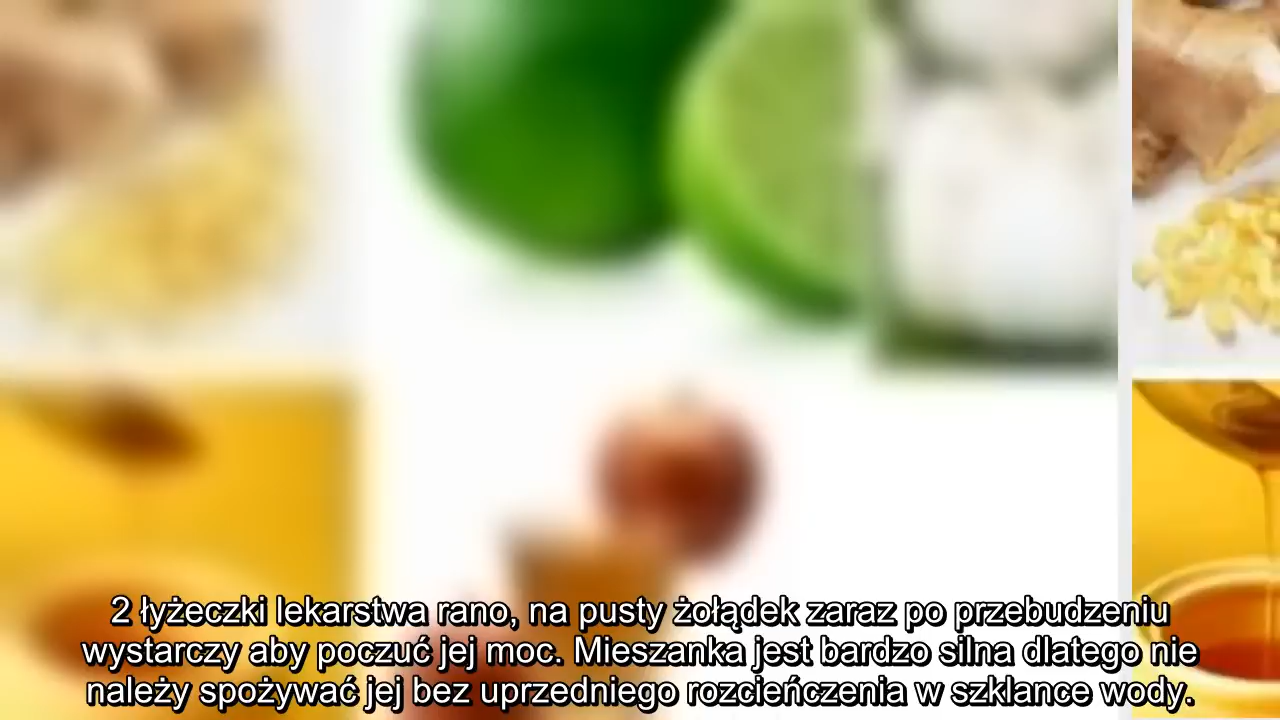 2 łyżeczki lekarstwa rano, na pusty żołądek zaraz po przebudzeniu
wystarczy aby poczuć jej moc. Mieszanka jest bardzo silna dlatego nie
należy spożywać jej bez uprzedniego rozcieńczenia w szklance wody.